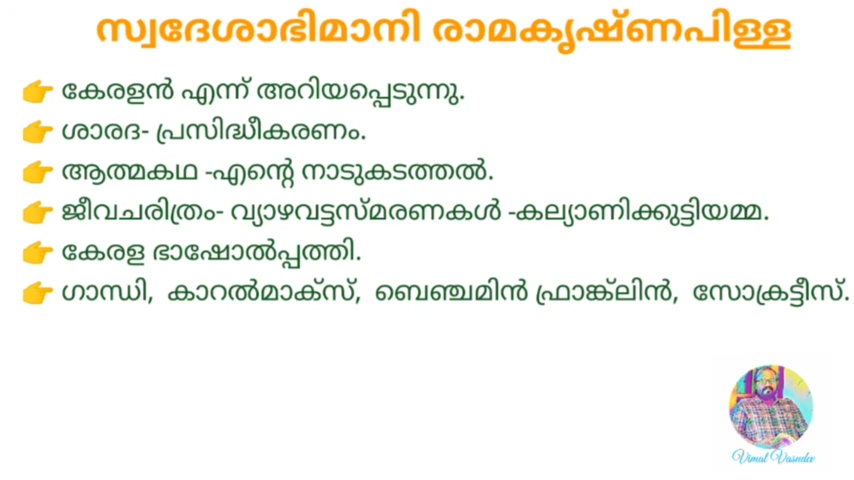 സ്വദേശാഭിമാനി രാമകൃഷ്ണപിള്ള
👉 കേരളൻ എന്ന് അറിയപ്പെടുന്നു.
👉 ശാരദ- പ്രസിദ്ധീകരണം.
👉 ആത്മകഥ -എന്റെ നാടുകടത്തൽ.
👉 ജീവചരിത്രം- വ്യാഴവട്ടസ്മരണകൾ -കല്യാണിക്കുട്ടിയമ്മ.
👉 കേരള ഭാഷോൽപ്പത്തി.
👉 ഗാന്ധി, കാറൽമാക്സ്, ബെഞ്ചമിൻ ഫ്രാങ്ക്ലിൻ, സോക്രട്ടീസ്.
Vimal Vasudev